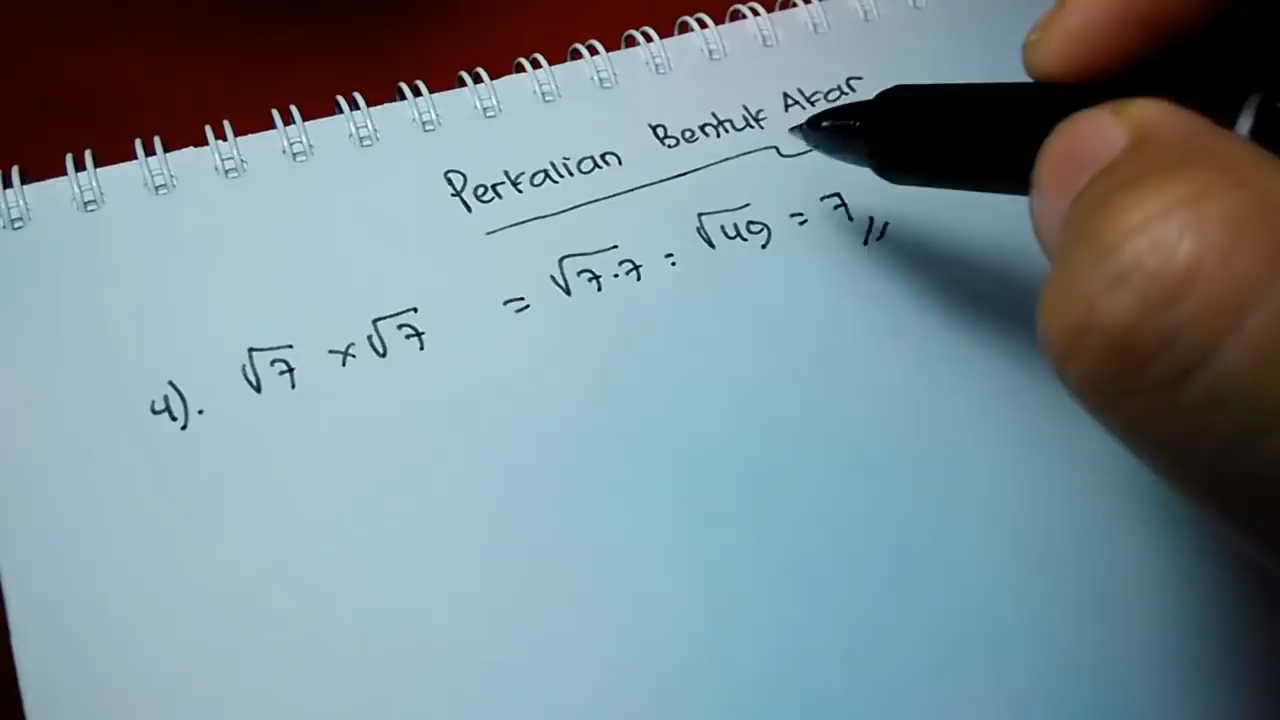 Perkalian Bentuk Akar
4). √7 x √7 = √7.7 = √49 = 7 //